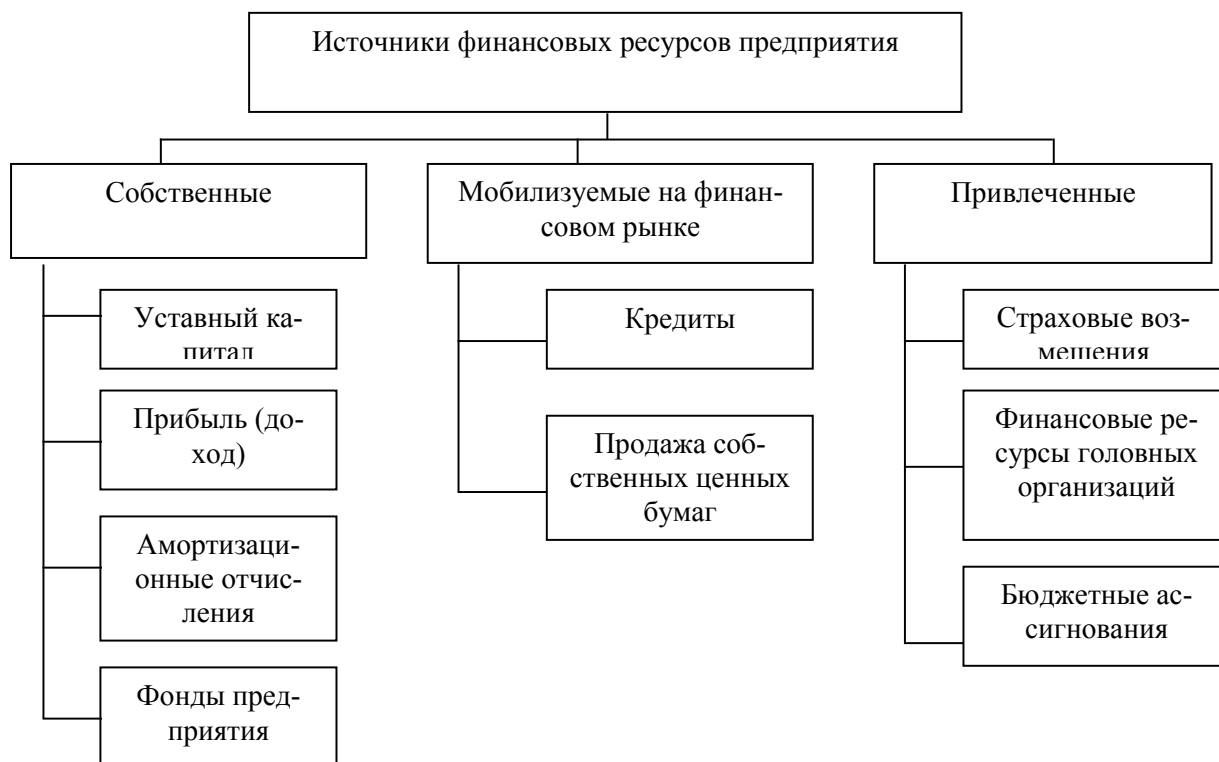 Источники финансовых ресурсов предприятия
Собственные
Мобилизуемые на финан-
совом рынке
Привлеченные
Уставный ка-
питал
Прибыль (до-
ход)
Амортизаци-
онные отчис-
ления
Фонды пред-
приятия
Кредиты
Продажа соб-
ственных ценных
бумаг
Страховые воз-
мещения
Финансовые ре-
сурсы головных
организаций
Бюджетные ас-
сигнования